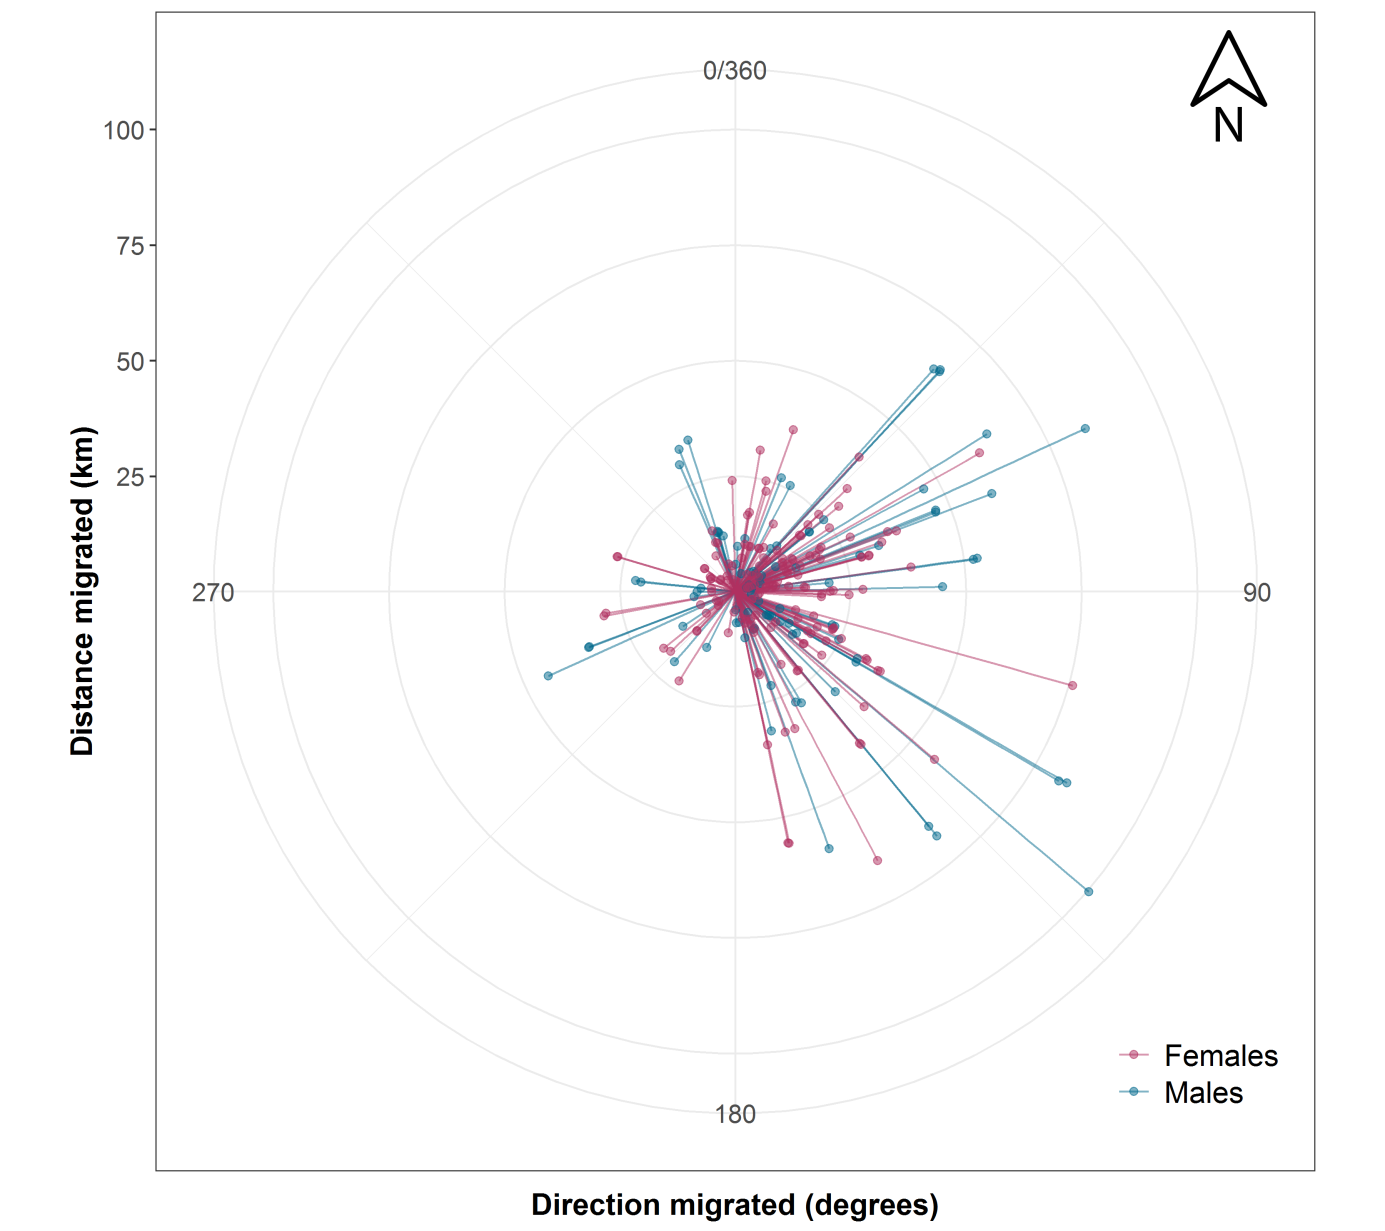 0/360
N
100
75
50
25
270
90
180
Distance migrated (km)
Females
Males
Direction migrated (degrees)